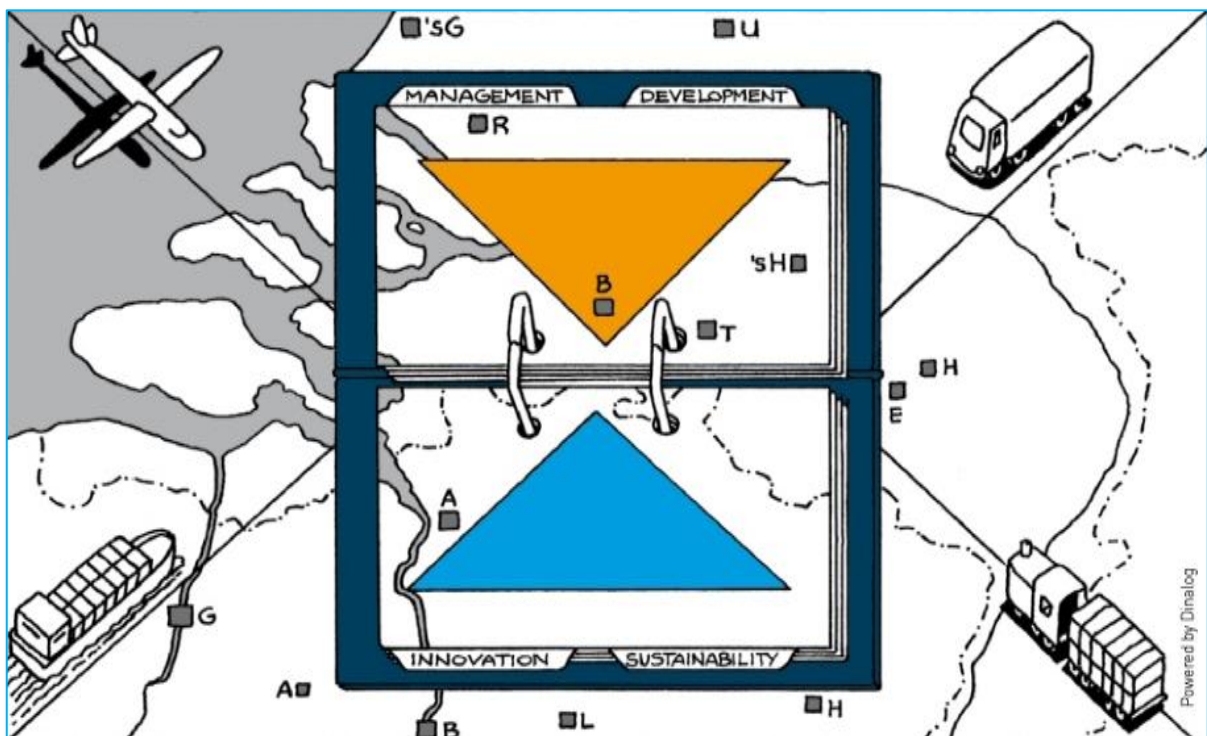 'sG
U
MANAGEMENT
DEVELOPMENT
R
'sH
B
T
H
E
A
G
INNOVATION
SUSTAINABILITY
A
B
L
H
Powered by Dinalog